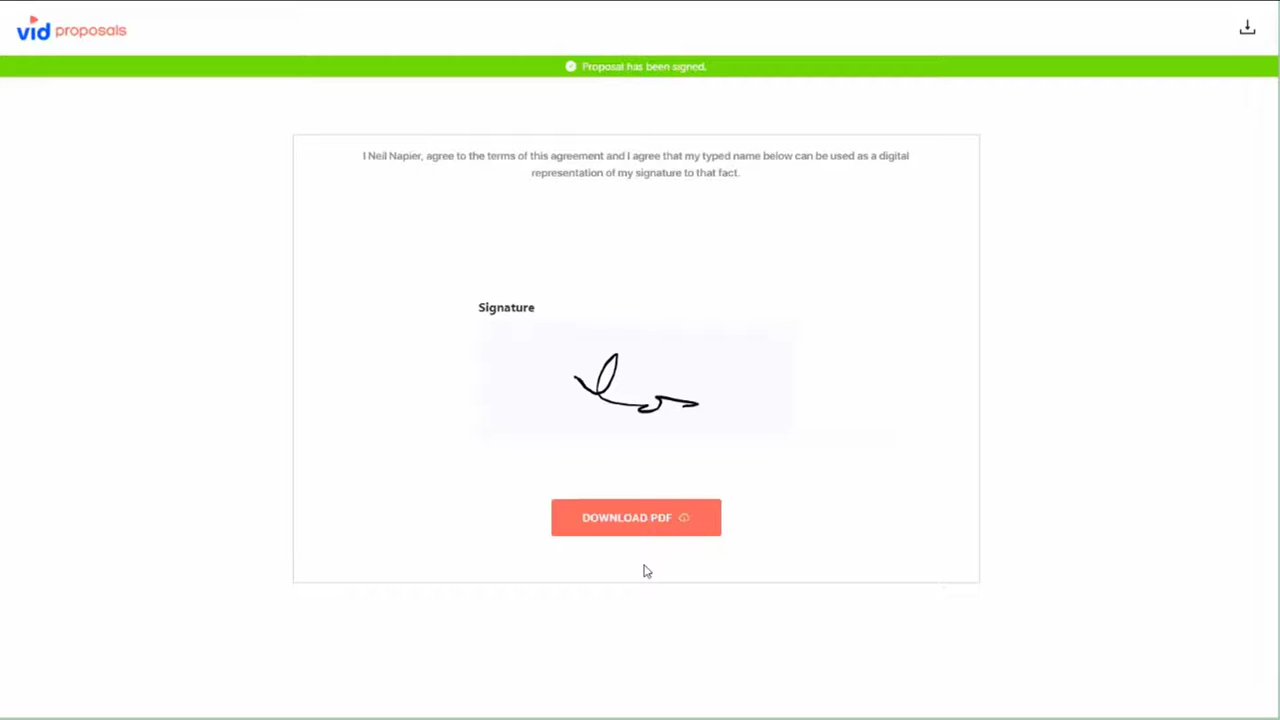 vid proposals
Proposal has been signed.
I Neil Napier, agree to the terms of this agreement and I agree that my typed name below can be used as a digital
representation of my signature to that fact.
Signature
DOWNLOAD PDF